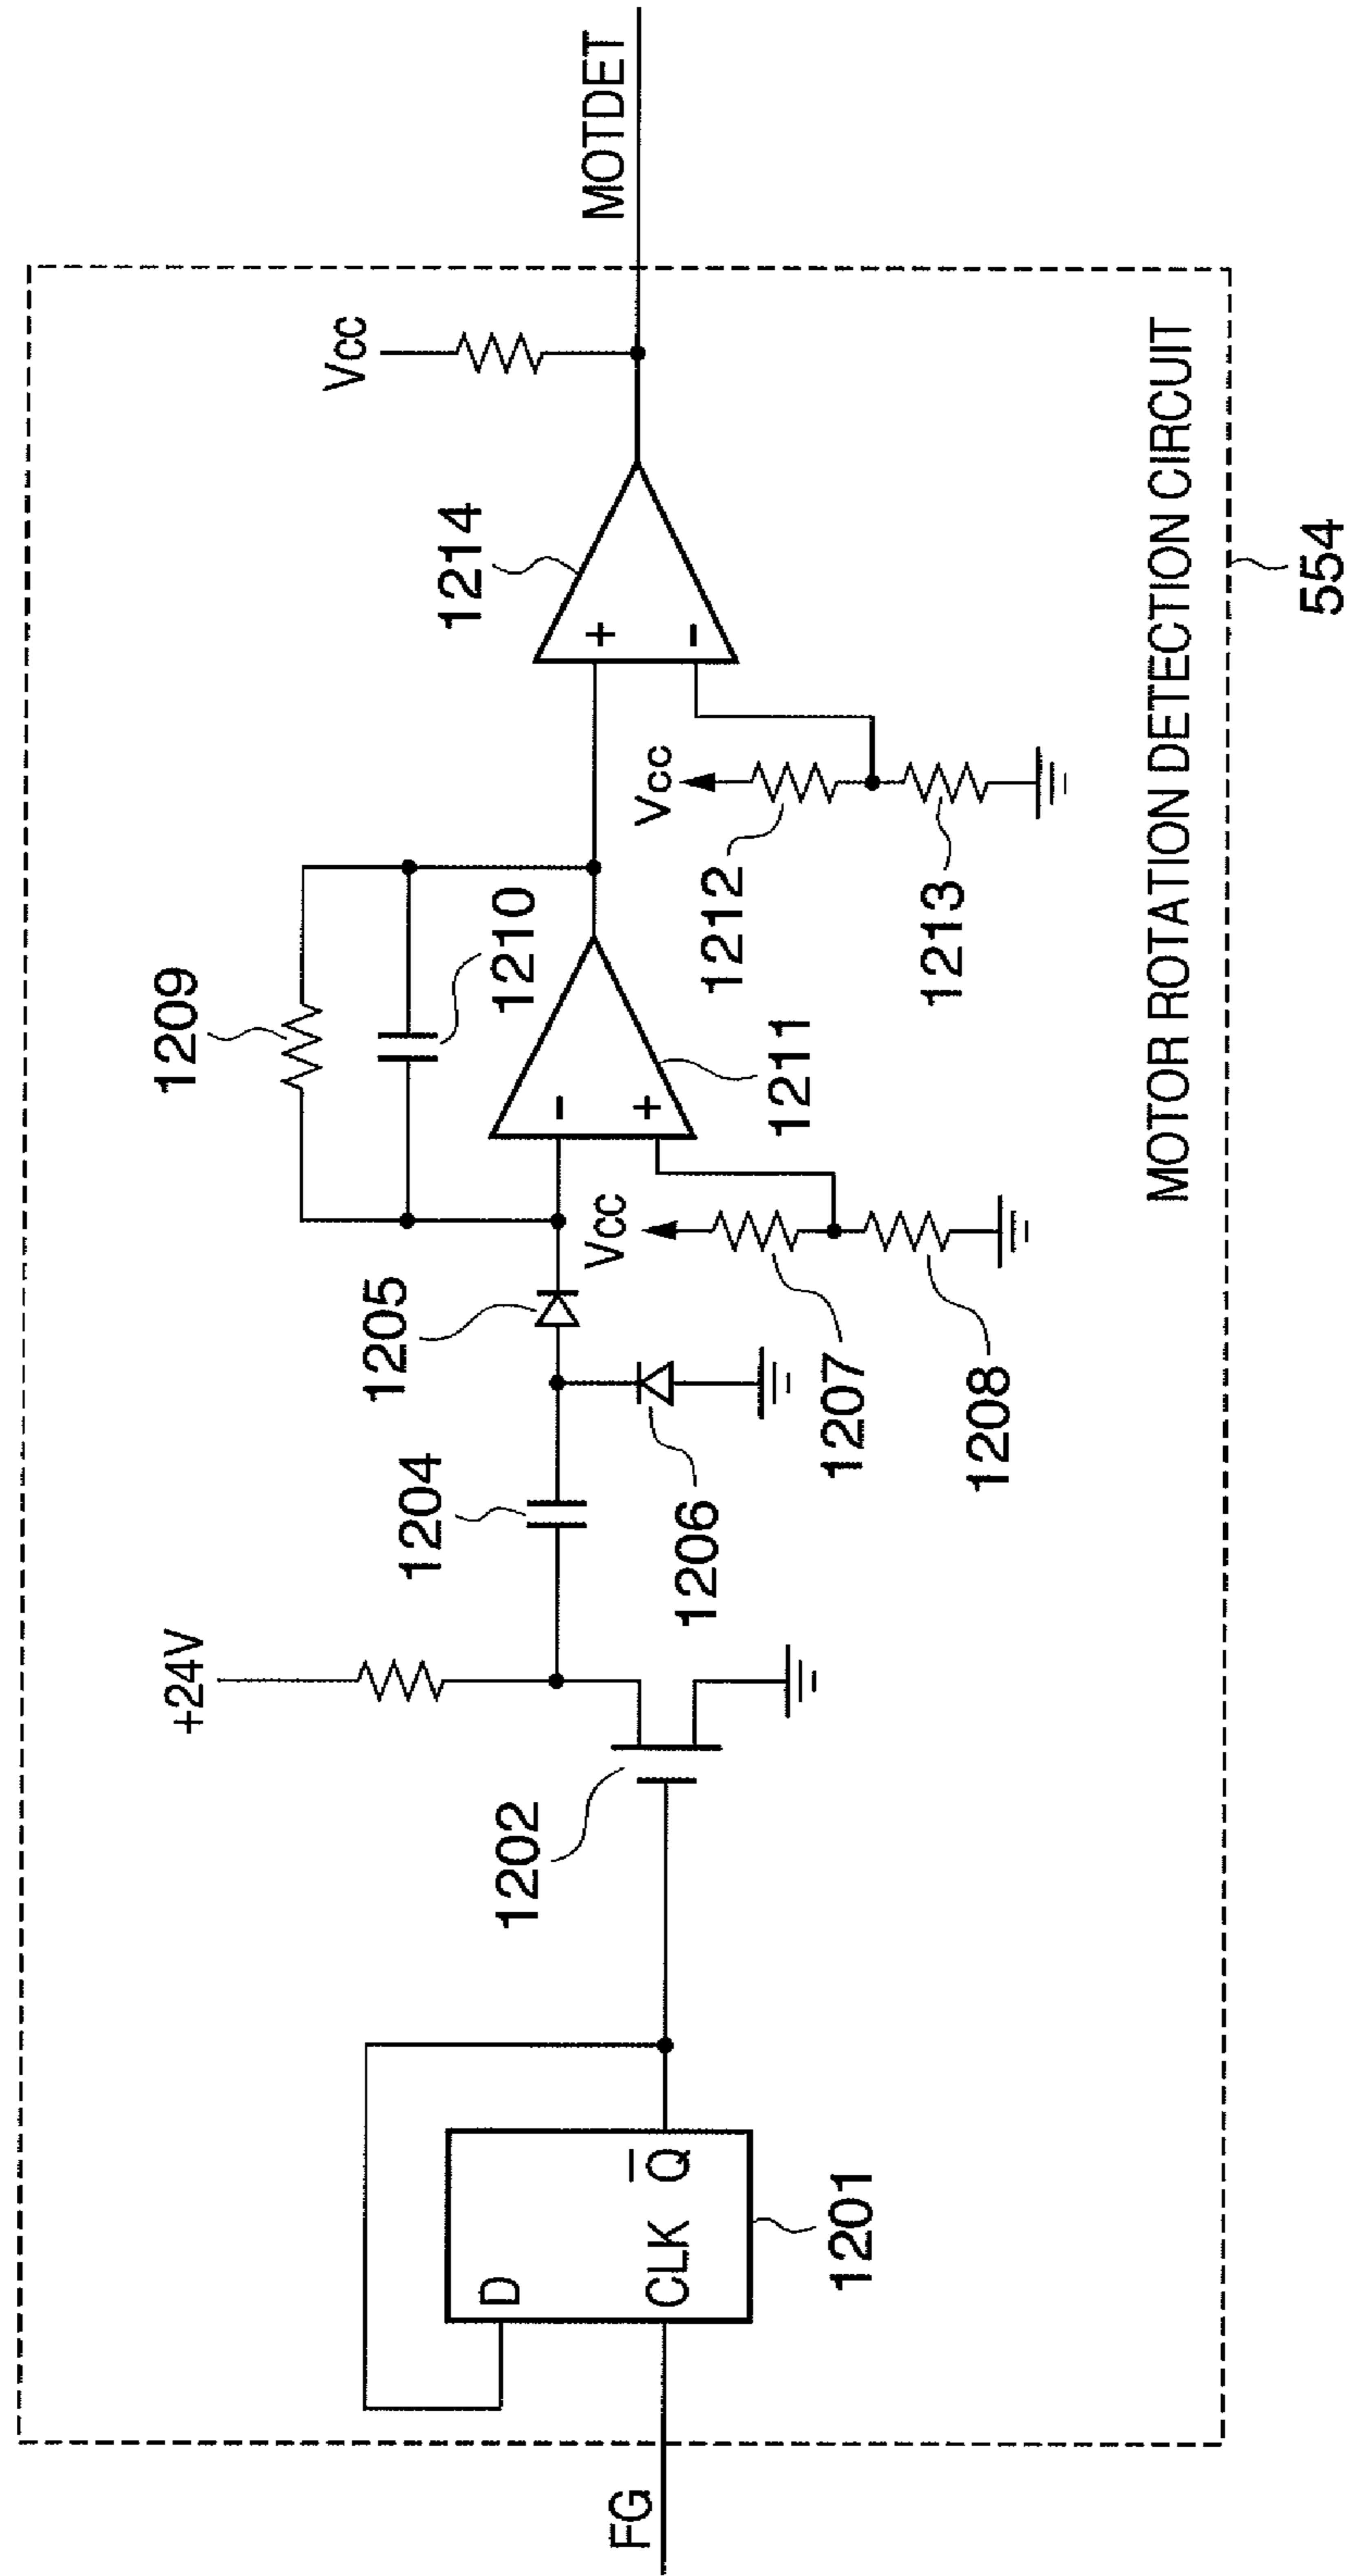 FG
D
CLK
Q̅
1201
1202
+24V
1204
1205
1206
Vcc
1207
1208
1209
1210
-
+
1211
Vcc
1212
1213
+
-
1214
Vcc
MOTDET
MOTOR ROTATION DETECTION CIRCUIT
554